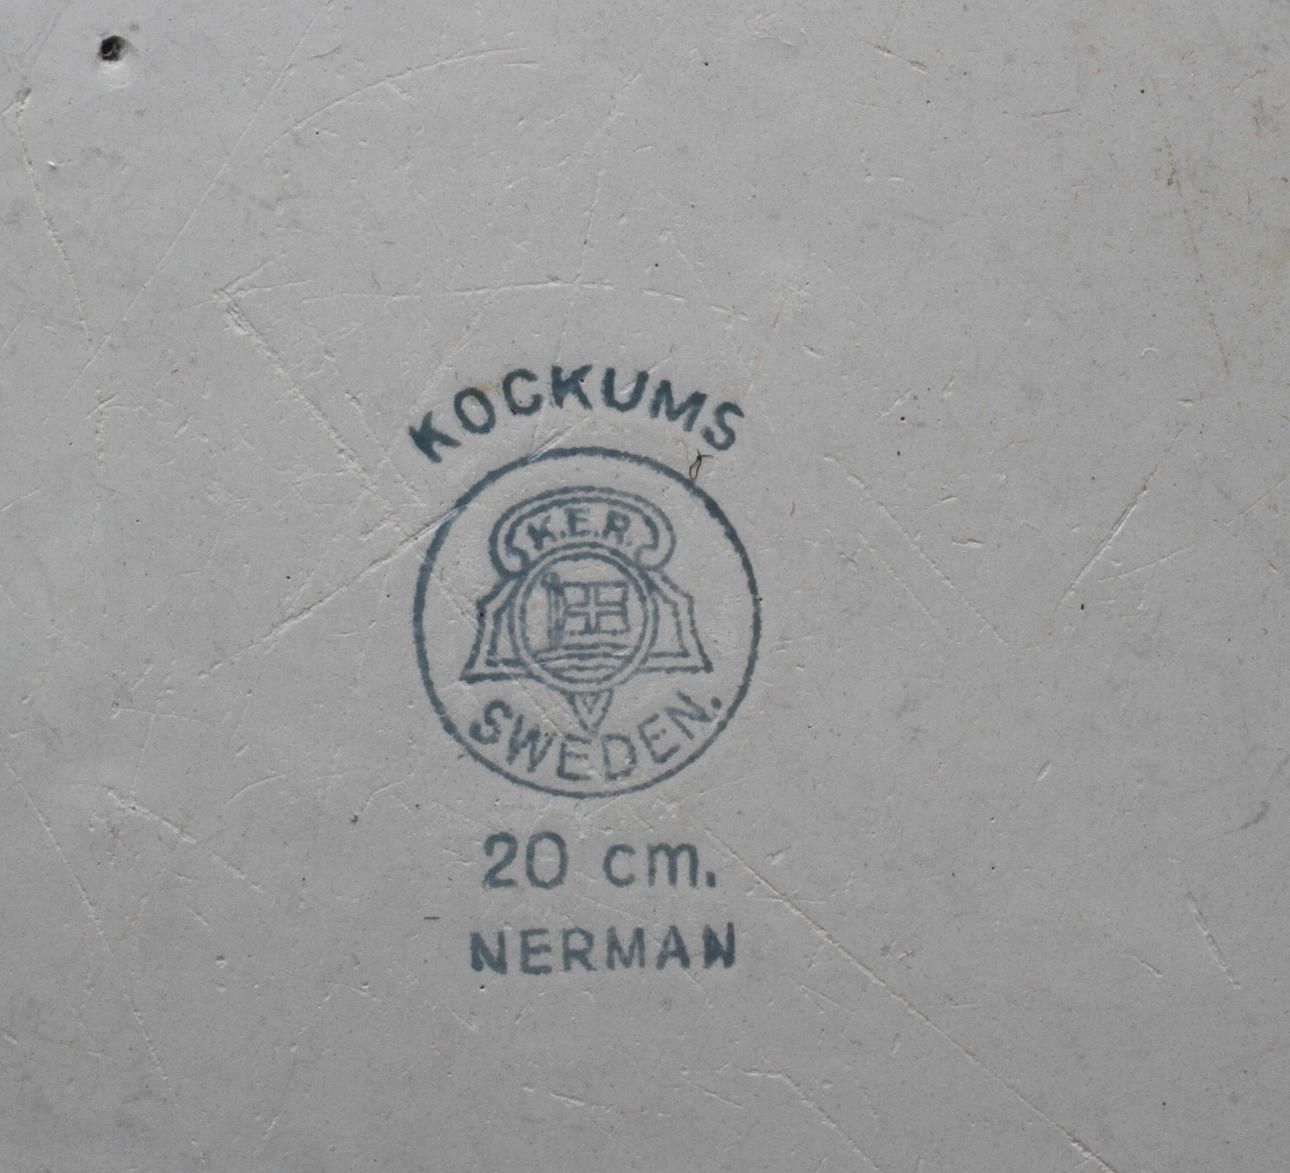 KOCKUMS
K.E.R.
SWEDEN.
20 cm.
NERMAN